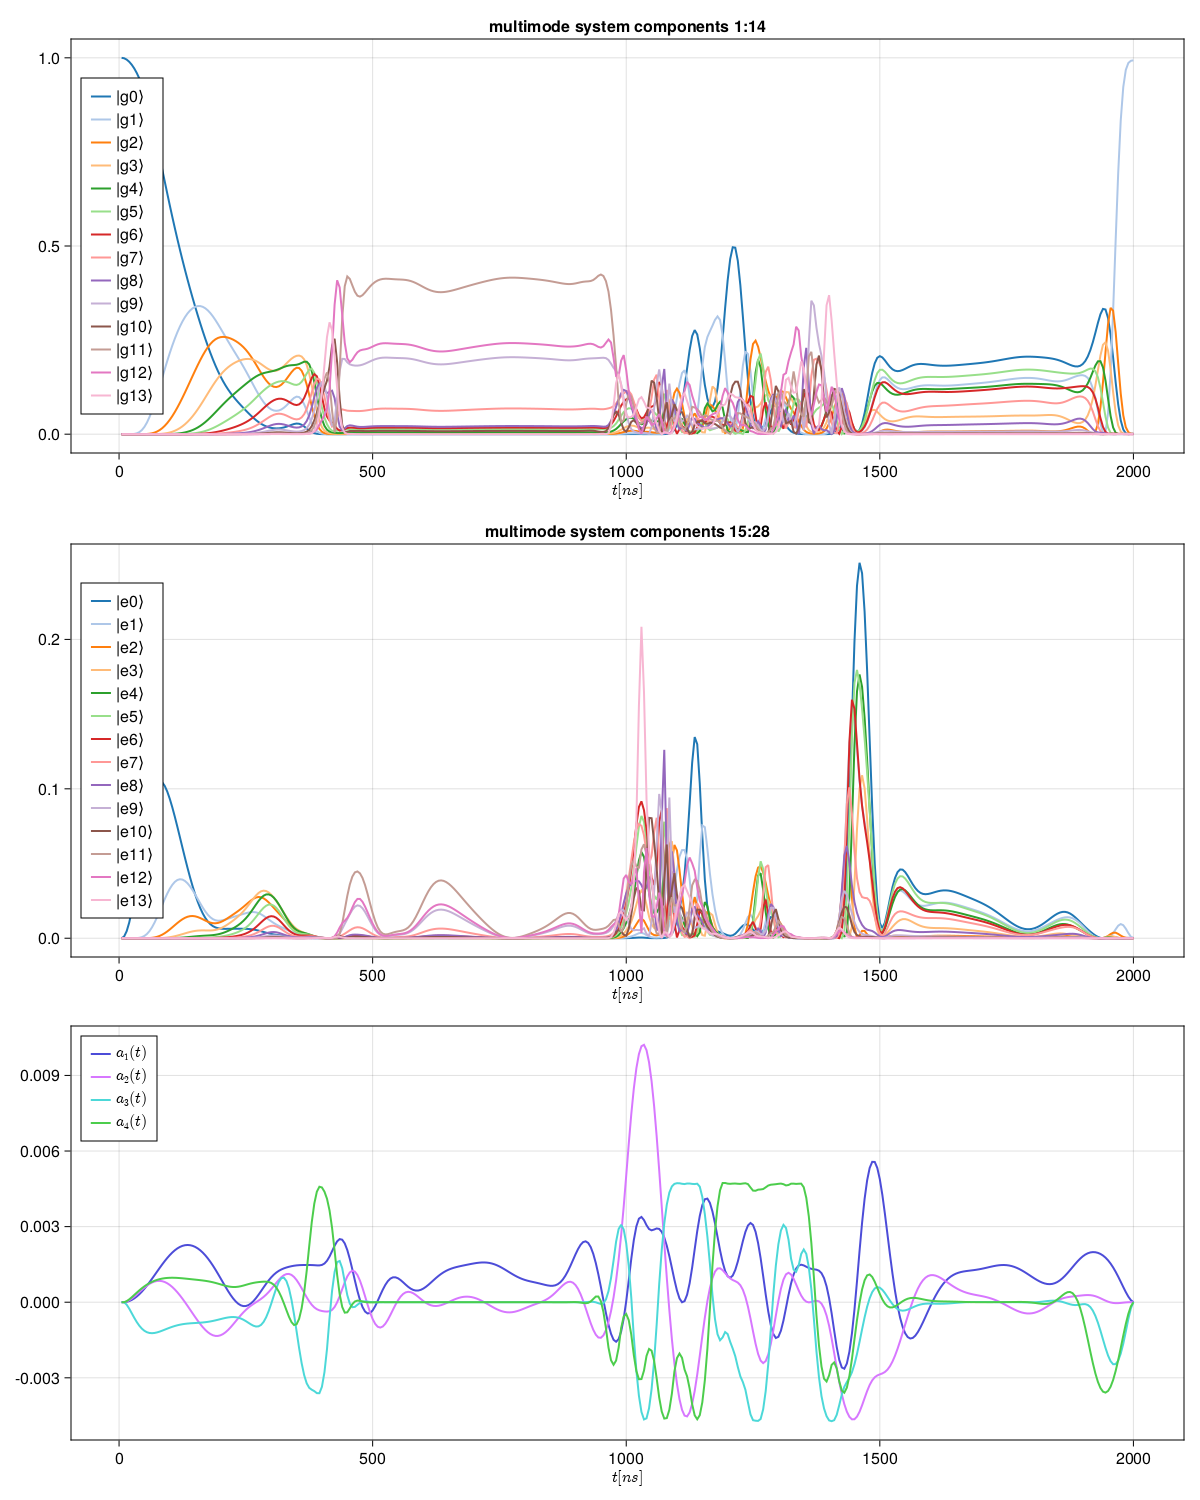 multimode system components 1:14
1.0
0.5
0.0
|g0⟩
|g1⟩
|g2⟩
|g3⟩
|g4⟩
|g5⟩
|g6⟩
|g7⟩
|g8⟩
|g9⟩
|g10⟩
|g11⟩
|g12⟩
|g13⟩
0 500 1000 1500 2000
t[ns]
multimode system components 15:28
0.2
0.1
0.0
|e0⟩
|e1⟩
|e2⟩
|e3⟩
|e4⟩
|e5⟩
|e6⟩
|e7⟩
|e8⟩
|e9⟩
|e10⟩
|e11⟩
|e12⟩
|e13⟩
0 500 1000 1500 2000
t[ns]
0.009
0.006
0.003
0.000
-0.003
a₁(t)
a₂(t)
a₃(t)
a₄(t)
0 500 1000 1500 2000
t[ns]